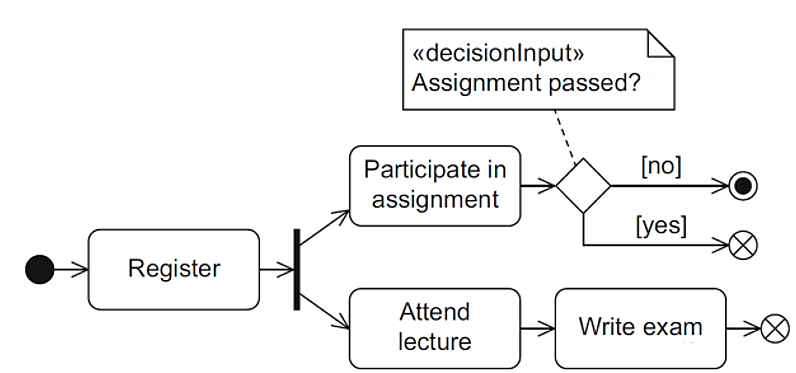 «decisionInput»
Assignment passed?
Participate in
assignment
[no]
[yes]
Register
Attend
lecture
Write exam